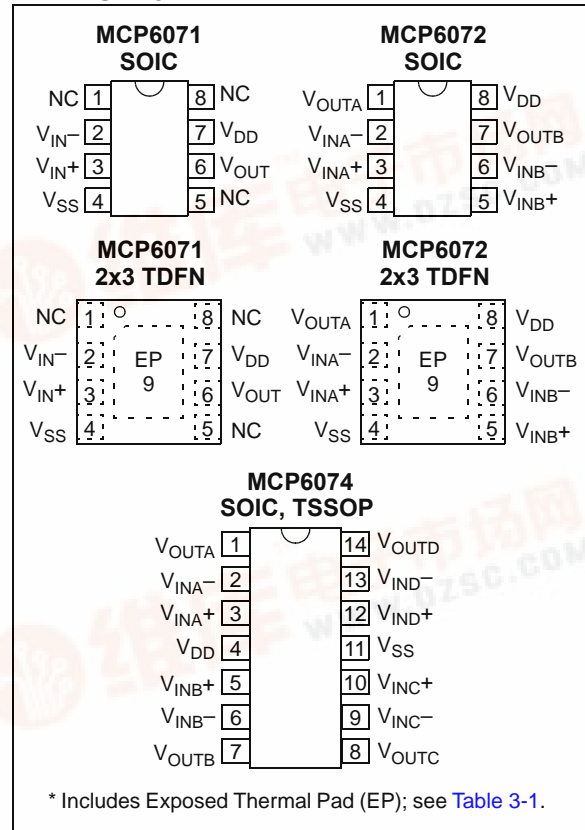 MCP6071
SOIC
MCP6072
SOIC
NC 1 8 NC
VIN– 2 7 VDD
VIN+ 3 6 VOUT
VSS 4 5 NC
VOUTA 1 8 VDD
VINA– 2 7 VOUTB
VINA+ 3 6 VINB–
VSS 4 5 VINB+
MCP6071
2x3 TDFN
MCP6072
2x3 TDFN
NC 1 8 NC
VIN– 2 EP 7 VDD
VIN+ 3 9 6 VOUT
VSS 4 5 NC
VOUTA 1 8 VDD
VINA– 2 EP 7 VOUTB
VINA+ 3 9 6 VINB–
VSS 4 5 VINB+
MCP6074
SOIC, TSSOP
VOUTA 1 14 VOUTD
VINA– 2 13 VIND–
VINA+ 3 12 VIND+
VDD 4 11 VSS
VINB+ 5 10 VINC+
VINB– 6 9 VINC–
VOUTB 7 8 VOUTC
* Includes Exposed Thermal Pad (EP); see Table 3-1.